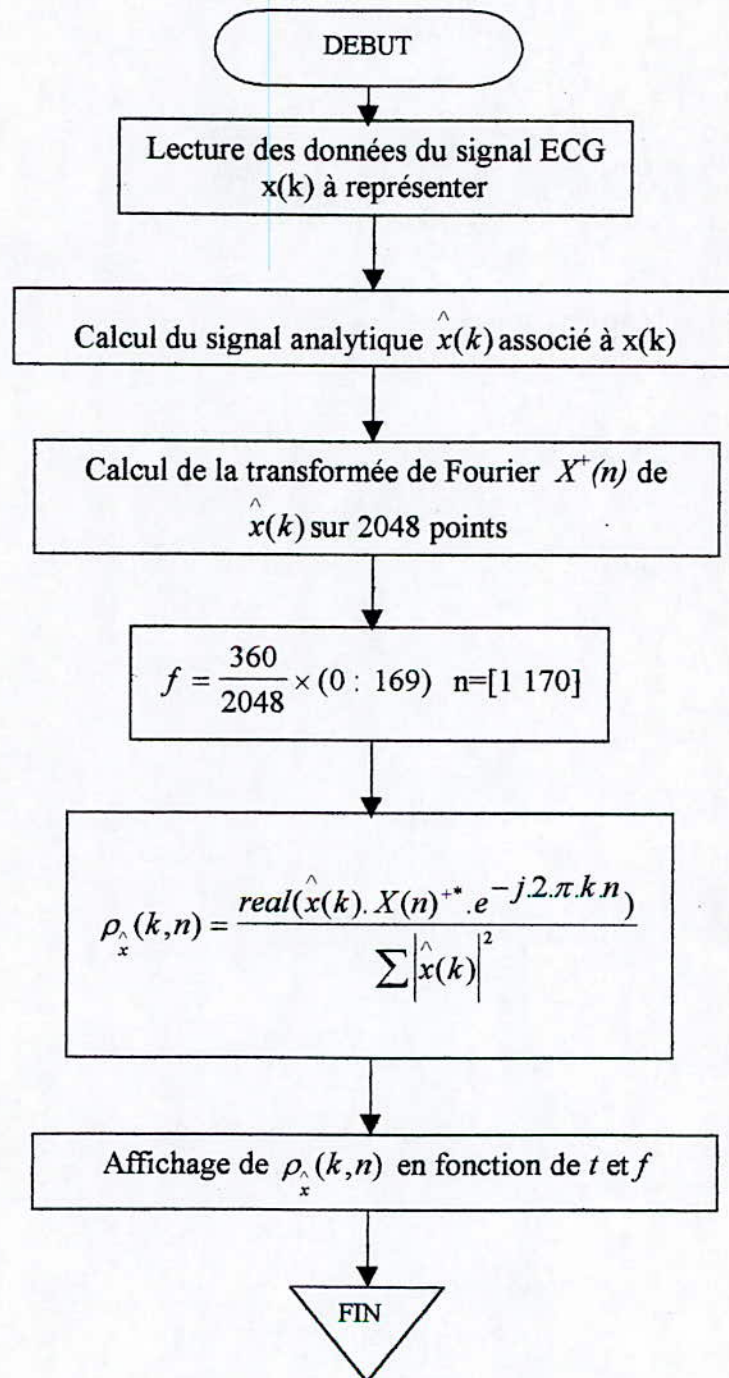 DEBUT
Lecture des données du signal ECG
x(k) à représenter
Calcul du signal analytique x̂(k) associé à x(k)
Calcul de la transformée de Fourier X⁺(n) de
x̂(k) sur 2048 points
f = 360/2048 × (0 : 169) n=[1 170]
ρ_x̂(k,n) = real(x̂(k).X(n)⁺*.e^(-j.2.π.k.n)) / ∑|x̂(k)|²
Affichage de ρ_x̂(k,n) en fonction de t et f
FIN